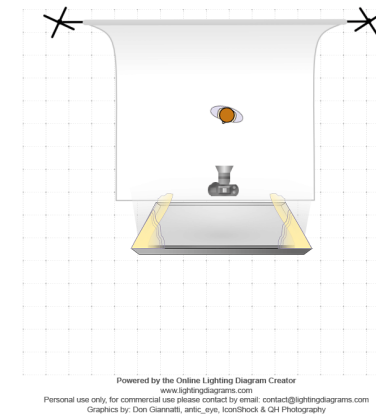 Powered by the Online Lighting Diagram Creator
www.lightingdiagrams.com
Personal use only, for commercial use please contact by email: contact@lightingdiagrams.com
Graphics by: Don Giannatti, antic_eye, IconShock & QH Photography